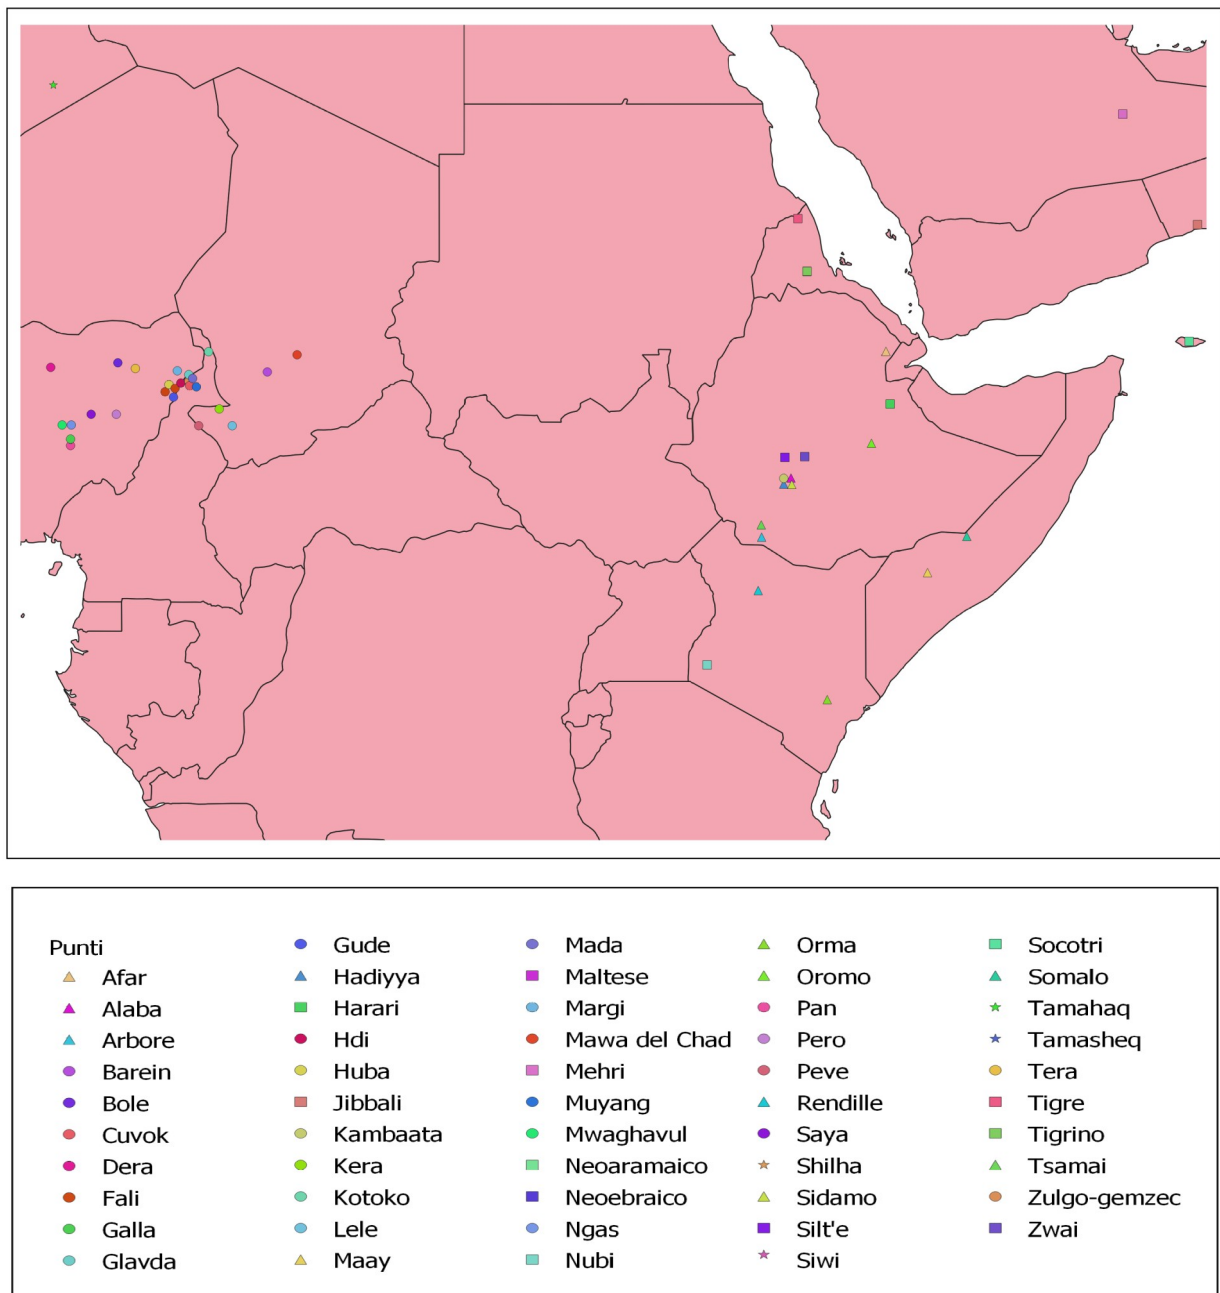 Punti
Afar
Alaba
Arbore
Barein
Bole
Cuvok
Dera
Fali
Galla
Glavda
Gude
Hadiyya
Harari
Hdi
Huba
Jibbali
Kambaata
Kera
Kotoko
Lele
Maay
Mada
Maltese
Margi
Mawa del Chad
Mehri
Muyang
Mwaghavul
Neoaramaico
Neoebraico
Ngas
Nubi
Orma
Oromo
Pan
Pero
Peve
Rendille
Saya
Shilha
Sidamo
Silt'e
Siwi
Socotri
Somalo
Tamahaq
Tamasheq
Tera
Tigre
Tigrino
Tsamai
Zulgo-gemzec
Zwai